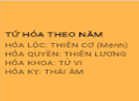 TỨ HÓA THEO NĂM
HÓA LỘC: THIÊN CƠ (Mệnh)
HÓA QUYỀN: THIÊN LƯƠNG
HÓA KHOA: TỬ VI
HÓA KỴ: THÁI ÂM